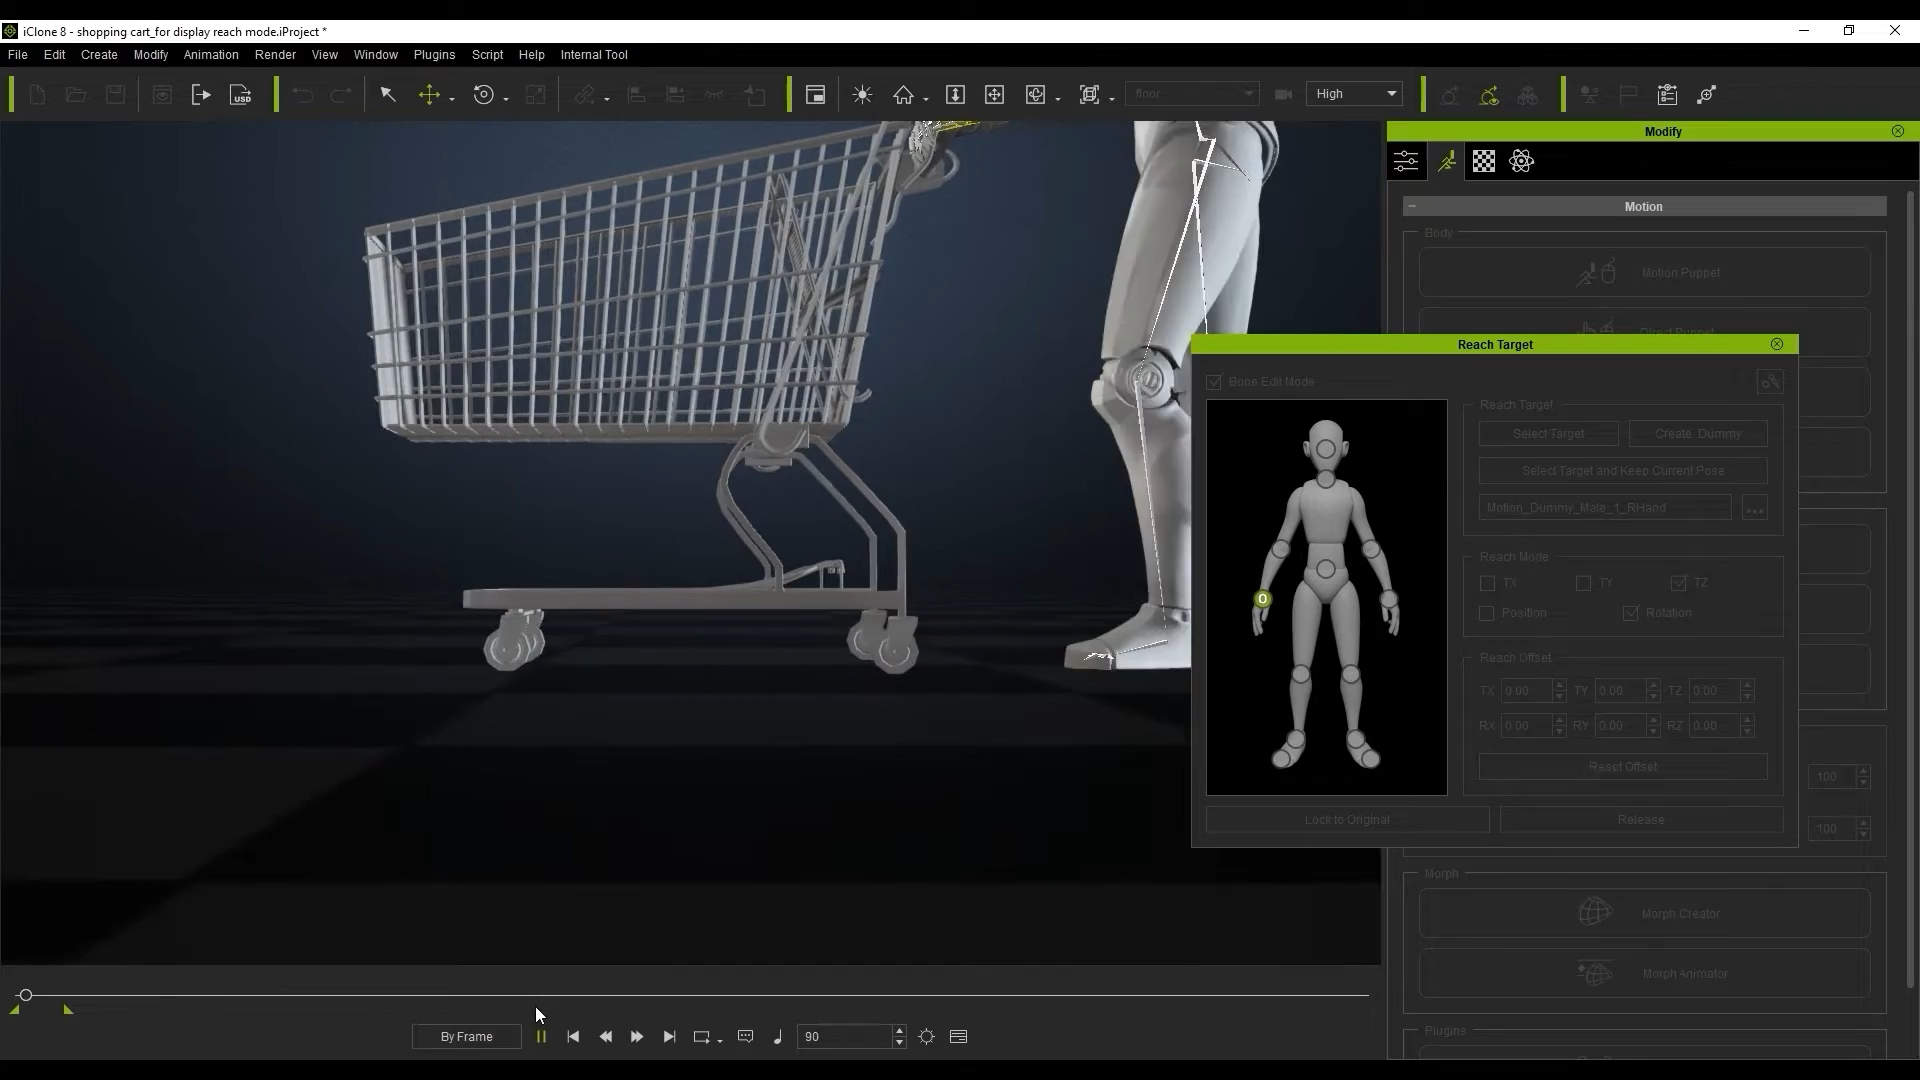 iClone 8 - shopping cart_for display reach mode.iProject *
File Edit Create Modify Animation Render View Window Plugins Script Help Internal Tool
USD
floor
High
Modify
Motion
Body
Motion Puppet
Direct Puppet
Reach Target
Bone Edit Mode
Reach Target
Select Target Create Dummy
Select Target and Keep Current Pose
Motion_Dummy_Male_1_RHand ...
Reach Mode
TX TY TZ
Position Rotation
Reach Offset
TX 0.00 TY 0.00 TZ 0.00
RX 0.00 RY 0.00 RZ 0.00
Reset Offset
Lock to Original Release
100
100
Morph
Morph Creator
Morph Animator
Plugins
By Frame
90